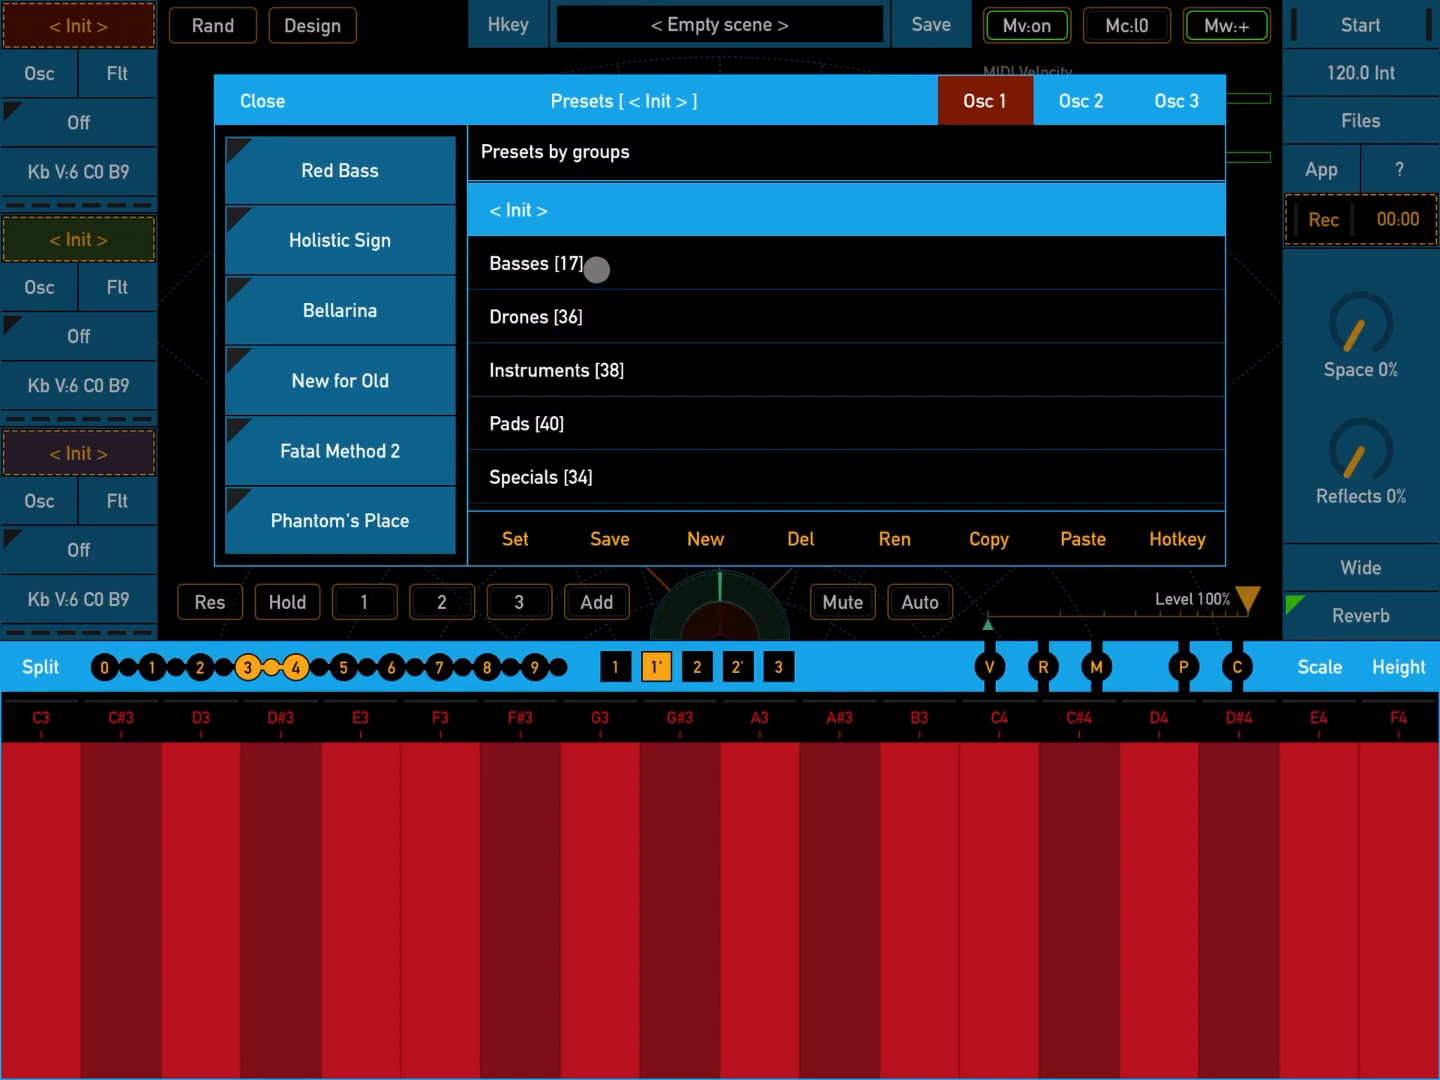 < Init >
Rand
Design
Hkey
< Empty scene >
Save
Mv:on
Mc:l0
Mw:+
Start
Osc
Flt
MIDI Velocity
120.0 Int
Close
Presets [ < Init > ]
Osc 1
Osc 2
Osc 3
Off
Files
Kb V:6 C0 B9
Red Bass
Presets by groups
App
?
< Init >
Holistic Sign
< Init >
Rec
00:00
Osc
Flt
Bellarina
Basses [17]
Off
Drones [36]
Kb V:6 C0 B9
New for Old
Instruments [38]
Space 0%
< Init >
Fatal Method 2
Pads [40]
Osc
Flt
Phantom's Place
Specials [34]
Reflects 0%
Off
Set
Save
New
Del
Ren
Copy
Paste
Hotkey
Kb V:6 C0 B9
Res
Hold
1
2
3
Add
Mute
Auto
Level 100%
Wide
Reverb
Split
0
1
2
3
4
5
6
7
8
9
1
1'
2
2'
3
V
R
M
P
C
Scale
Height
C3
C#3
D3
D#3
E3
F3
F#3
G3
G#3
A3
A#3
B3
C4
C#4
D4
D#4
E4
F4